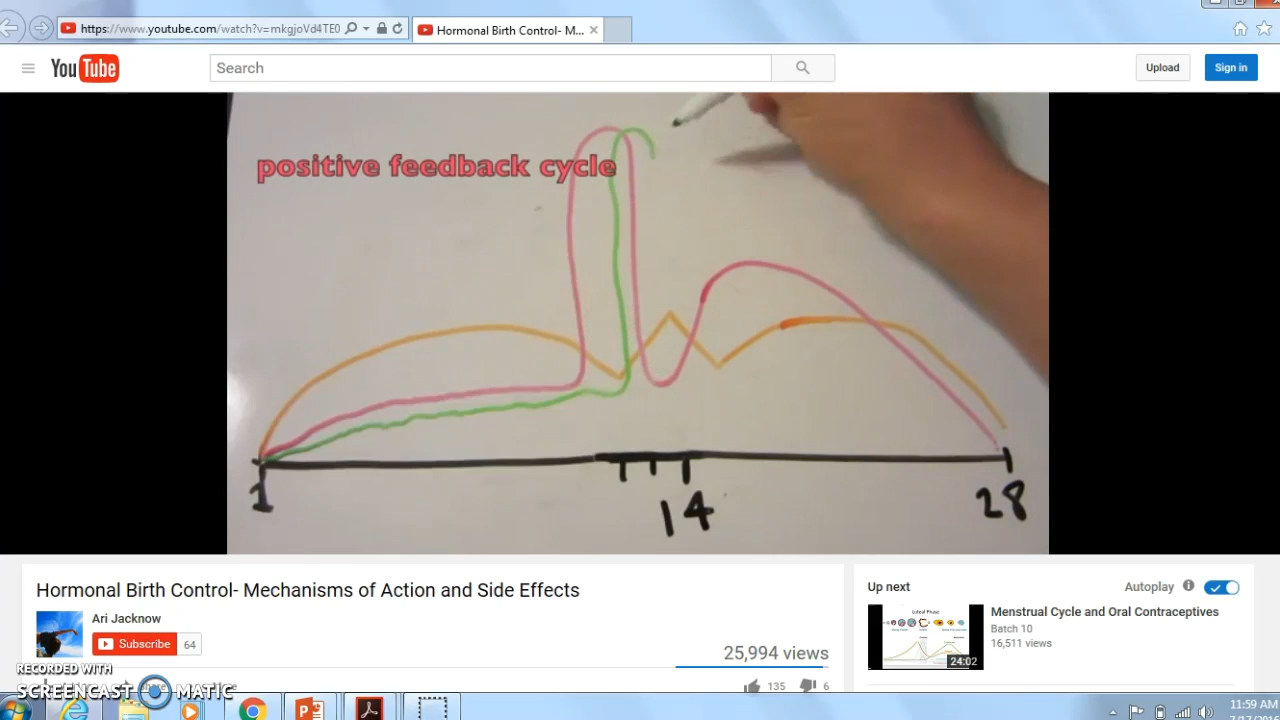 https://www.youtube.com/watch?v=mkgjoVd4TE0
Hormonal Birth Control- M...
YouTube
Search
Upload
Sign in
positive feedback cycle
1
14
28
Hormonal Birth Control- Mechanisms of Action and Side Effects
Ari Jacknow
Subscribe 64
25,994 views
135 6
Up next
Autoplay
Luteal Phase
24:02
Menstrual Cycle and Oral Contraceptives
Batch 10
16,511 views
RECORDED WITH
SCREENCAST MATIC
11:59 AM